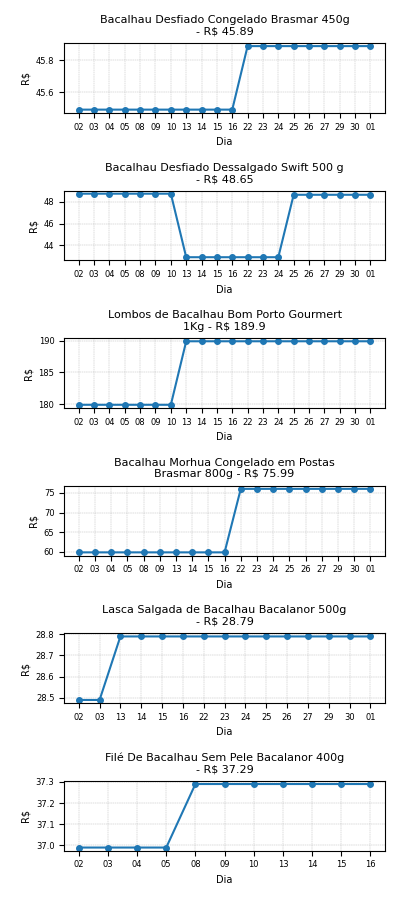 Bacalhau Desfiado Congelado Brasmar 450g
- R$ 45.89
45.8
45.6
R$
02 03 04 05 08 09 10 13 14 15 16 22 23 24 25 26 27 29 30 01
Dia
Bacalhau Desfiado Dessalgado Swift 500 g
- R$ 48.65
48
46
44
R$
02 03 04 05 08 09 10 13 14 15 16 22 23 24 25 26 27 29 30 01
Dia
Lombos de Bacalhau Bom Porto Gourmert
1Kg - R$ 189.9
190
185
180
R$
02 03 04 05 08 09 10 13 14 15 16 22 23 24 25 26 27 29 30 01
Dia
Bacalhau Morhua Congelado em Postas
Brasmar 800g - R$ 75.99
75
70
65
60
R$
02 03 04 05 08 09 13 14 15 16 22 23 24 25 26 27 29 30 01
Dia
Lasca Salgada de Bacalhau Bacalanor 500g
- R$ 28.79
28.8
28.7
28.6
28.5
R$
02 03 13 14 15 16 22 23 24 25 26 27 29 30 01
Dia
Filé De Bacalhau Sem Pele Bacalanor 400g
- R$ 37.29
37.3
37.2
37.1
37.0
R$
02 03 04 05 08 09 10 13 14 15 16
Dia